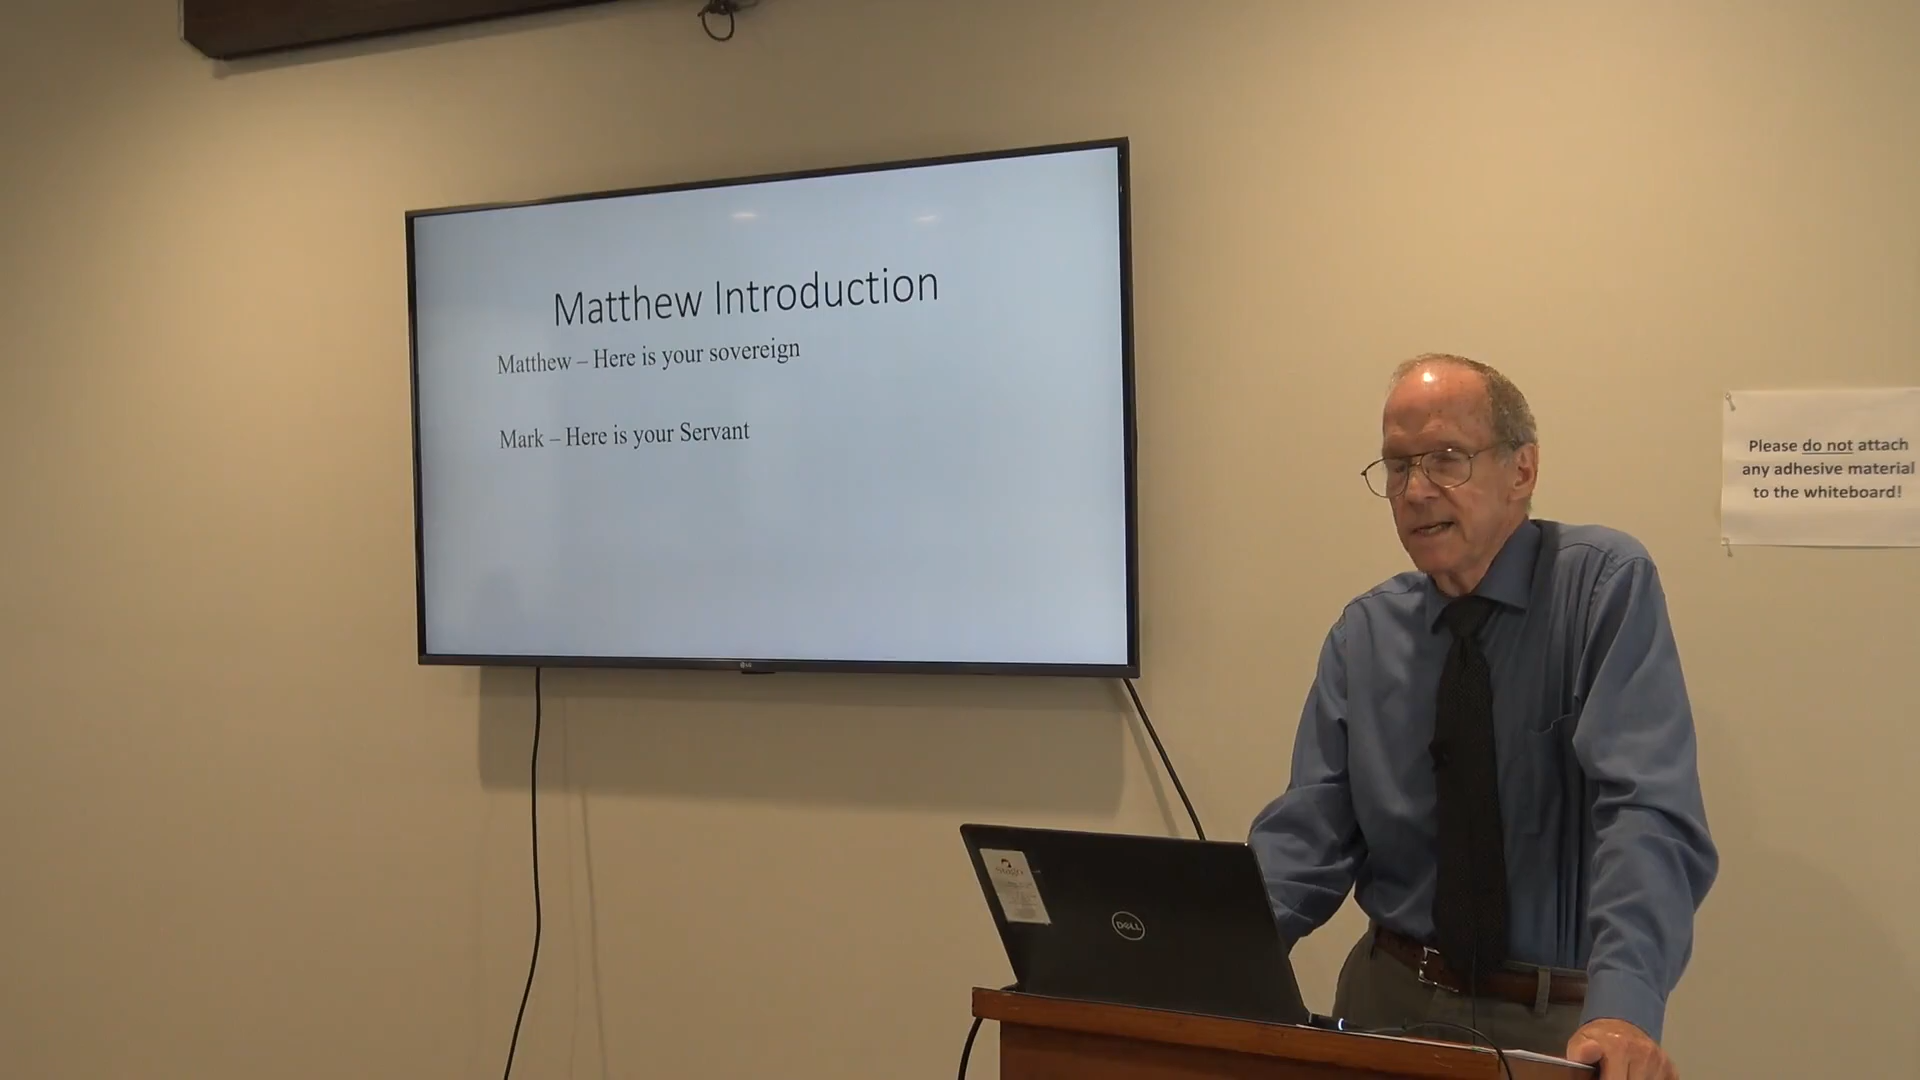 Matthew Introduction
Matthew – Here is your sovereign
Mark – Here is your Servant
Please do not attach
any adhesive material
to the whiteboard!
DELL